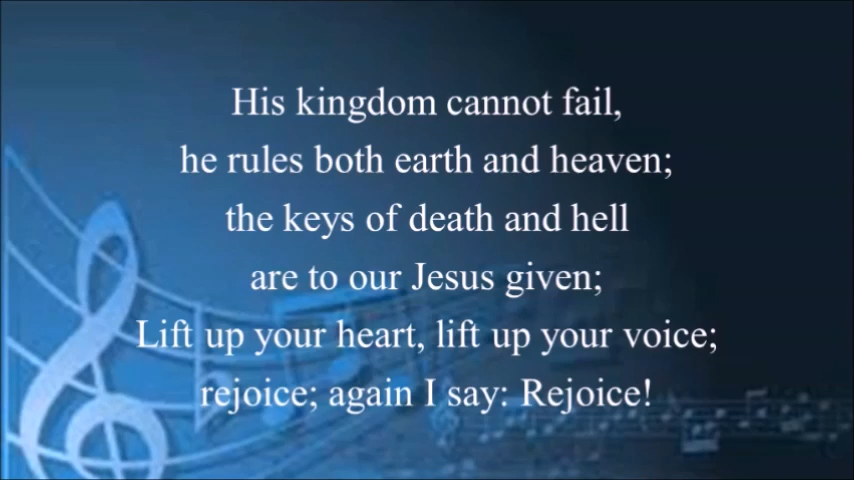 His kingdom cannot fail,
he rules both earth and heaven;
the keys of death and hell
are to our Jesus given;
Lift up your heart, lift up your voice;
rejoice; again I say: Rejoice!